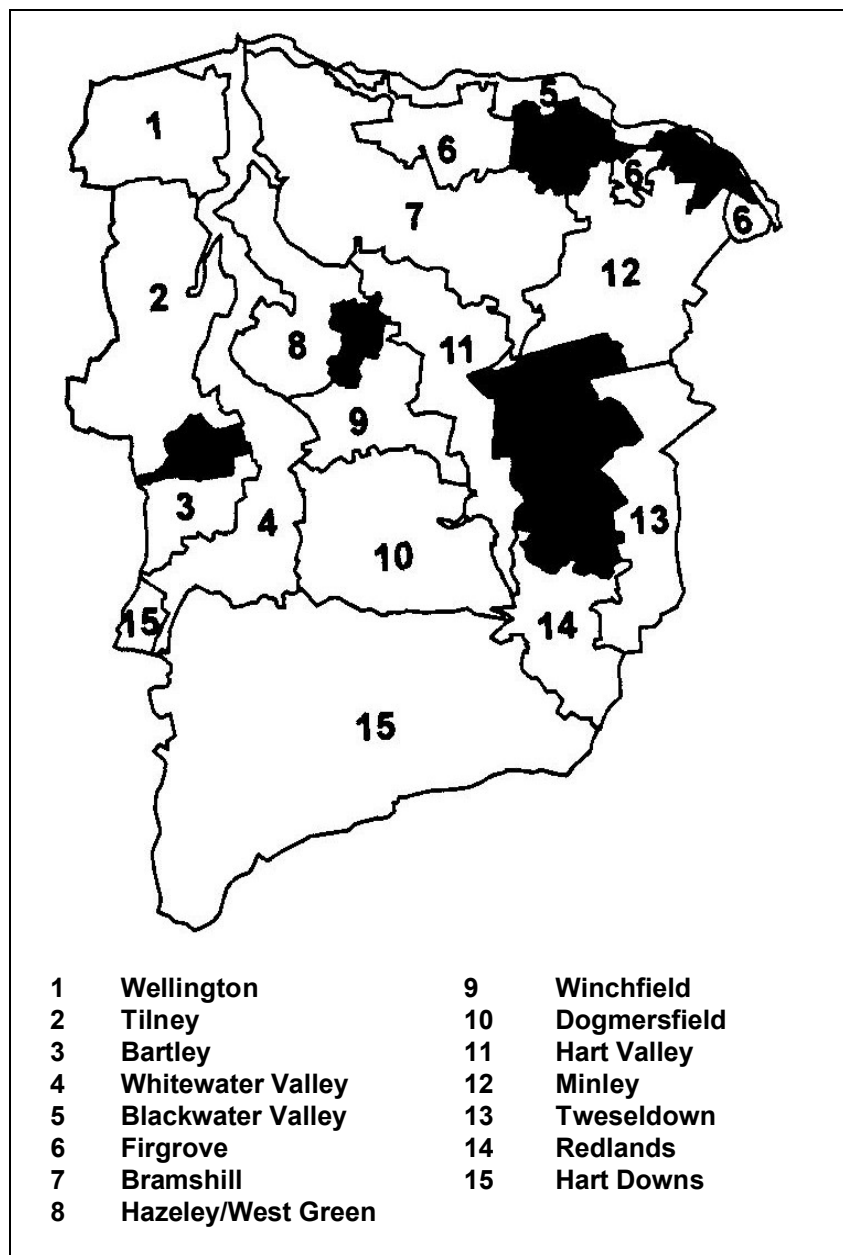 5
1
6
6
6
7
12
2
8
11
9
3
4
13
10
15
14
15
1 Wellington
2 Tilney
3 Bartley
4 Whitewater Valley
5 Blackwater Valley
6 Firgrove
7 Bramshill
8 Hazeley/West Green
9 Winchfield
10 Dogmersfield
11 Hart Valley
12 Minley
13 Tweseldown
14 Redlands
15 Hart Downs